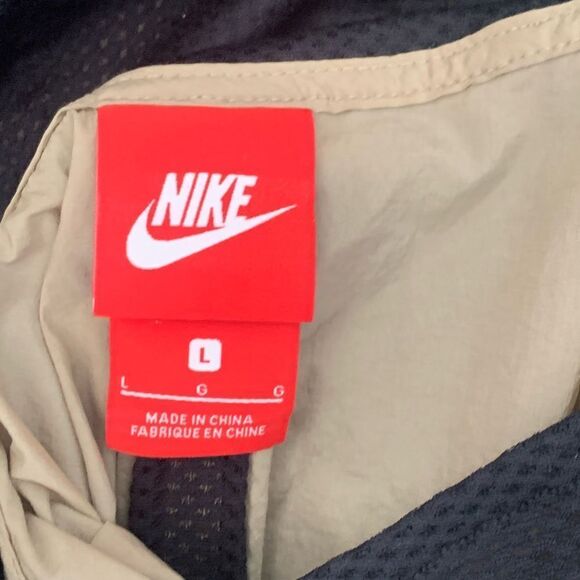 NIKE
L
L G G
MADE IN CHINA
FABRIQUE EN CHINE